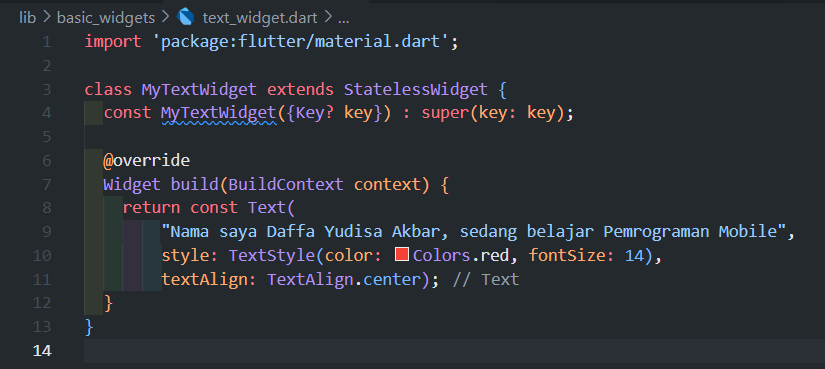 lib > basic_widgets > text_widget.dart > ...
1 import 'package:flutter/material.dart';
2
3 class MyTextWidget extends StatelessWidget {
4 const MyTextWidget({Key? key}) : super(key: key);
5
6 @override
7 Widget build(BuildContext context) {
8 return const Text(
9 "Nama saya Daffa Yudisa Akbar, sedang belajar Pemrograman Mobile",
10 style: TextStyle(color: Colors.red, fontSize: 14),
11 textAlign: TextAlign.center); // Text
12 }
13 }
14